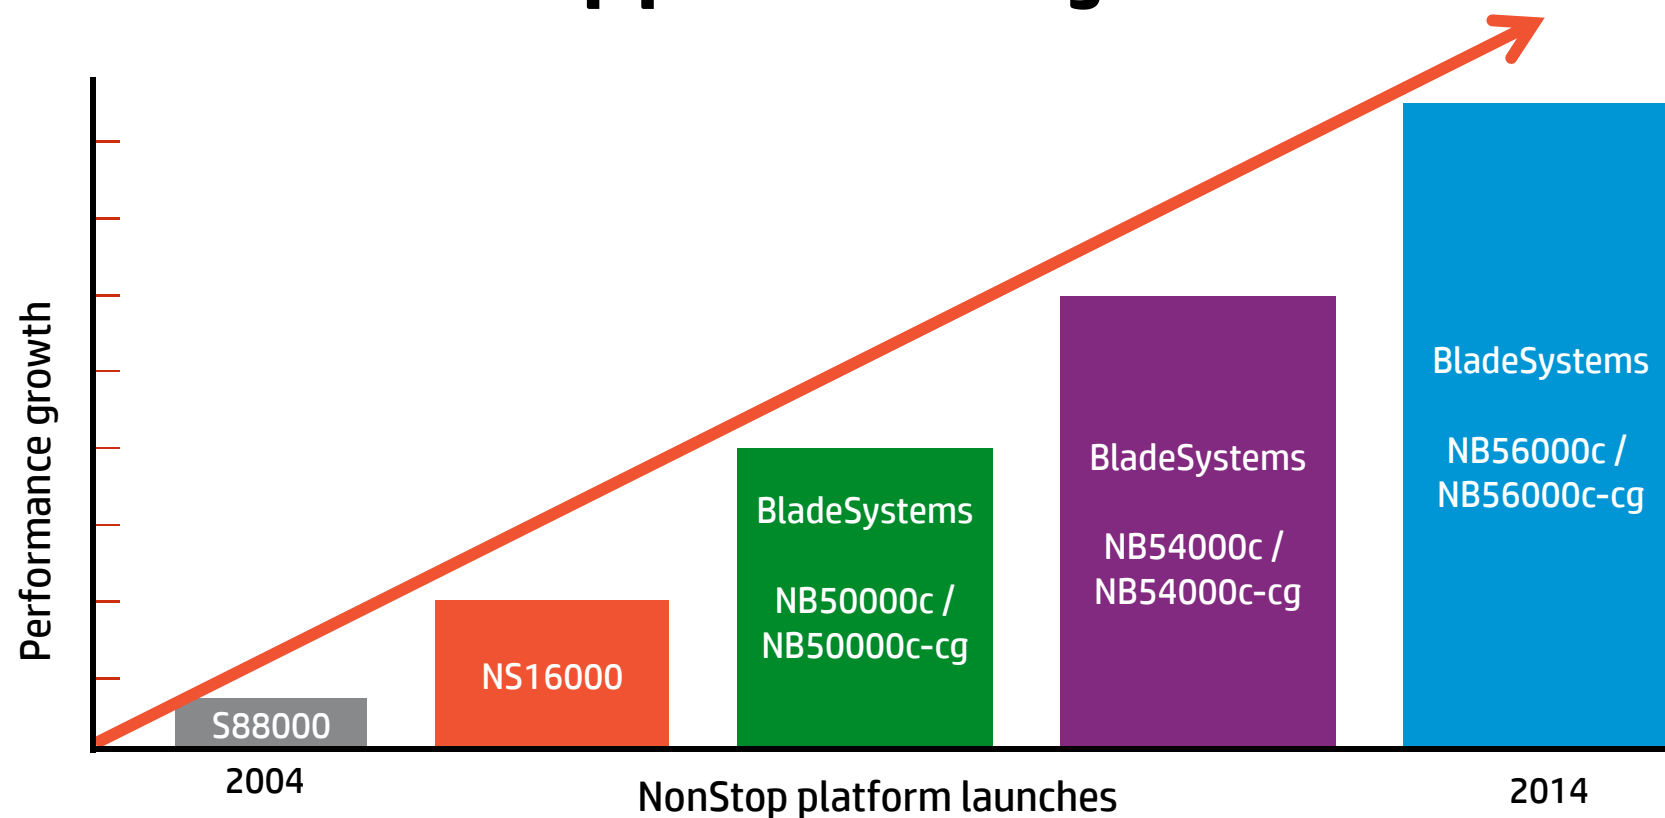 Performance growth
S88000
NS16000
BladeSystems
NB50000c /
NB50000c-cg
BladeSystems
NB54000c /
NB54000c-cg
BladeSystems
NB56000c /
NB56000c-cg
2004
NonStop platform launches
2014